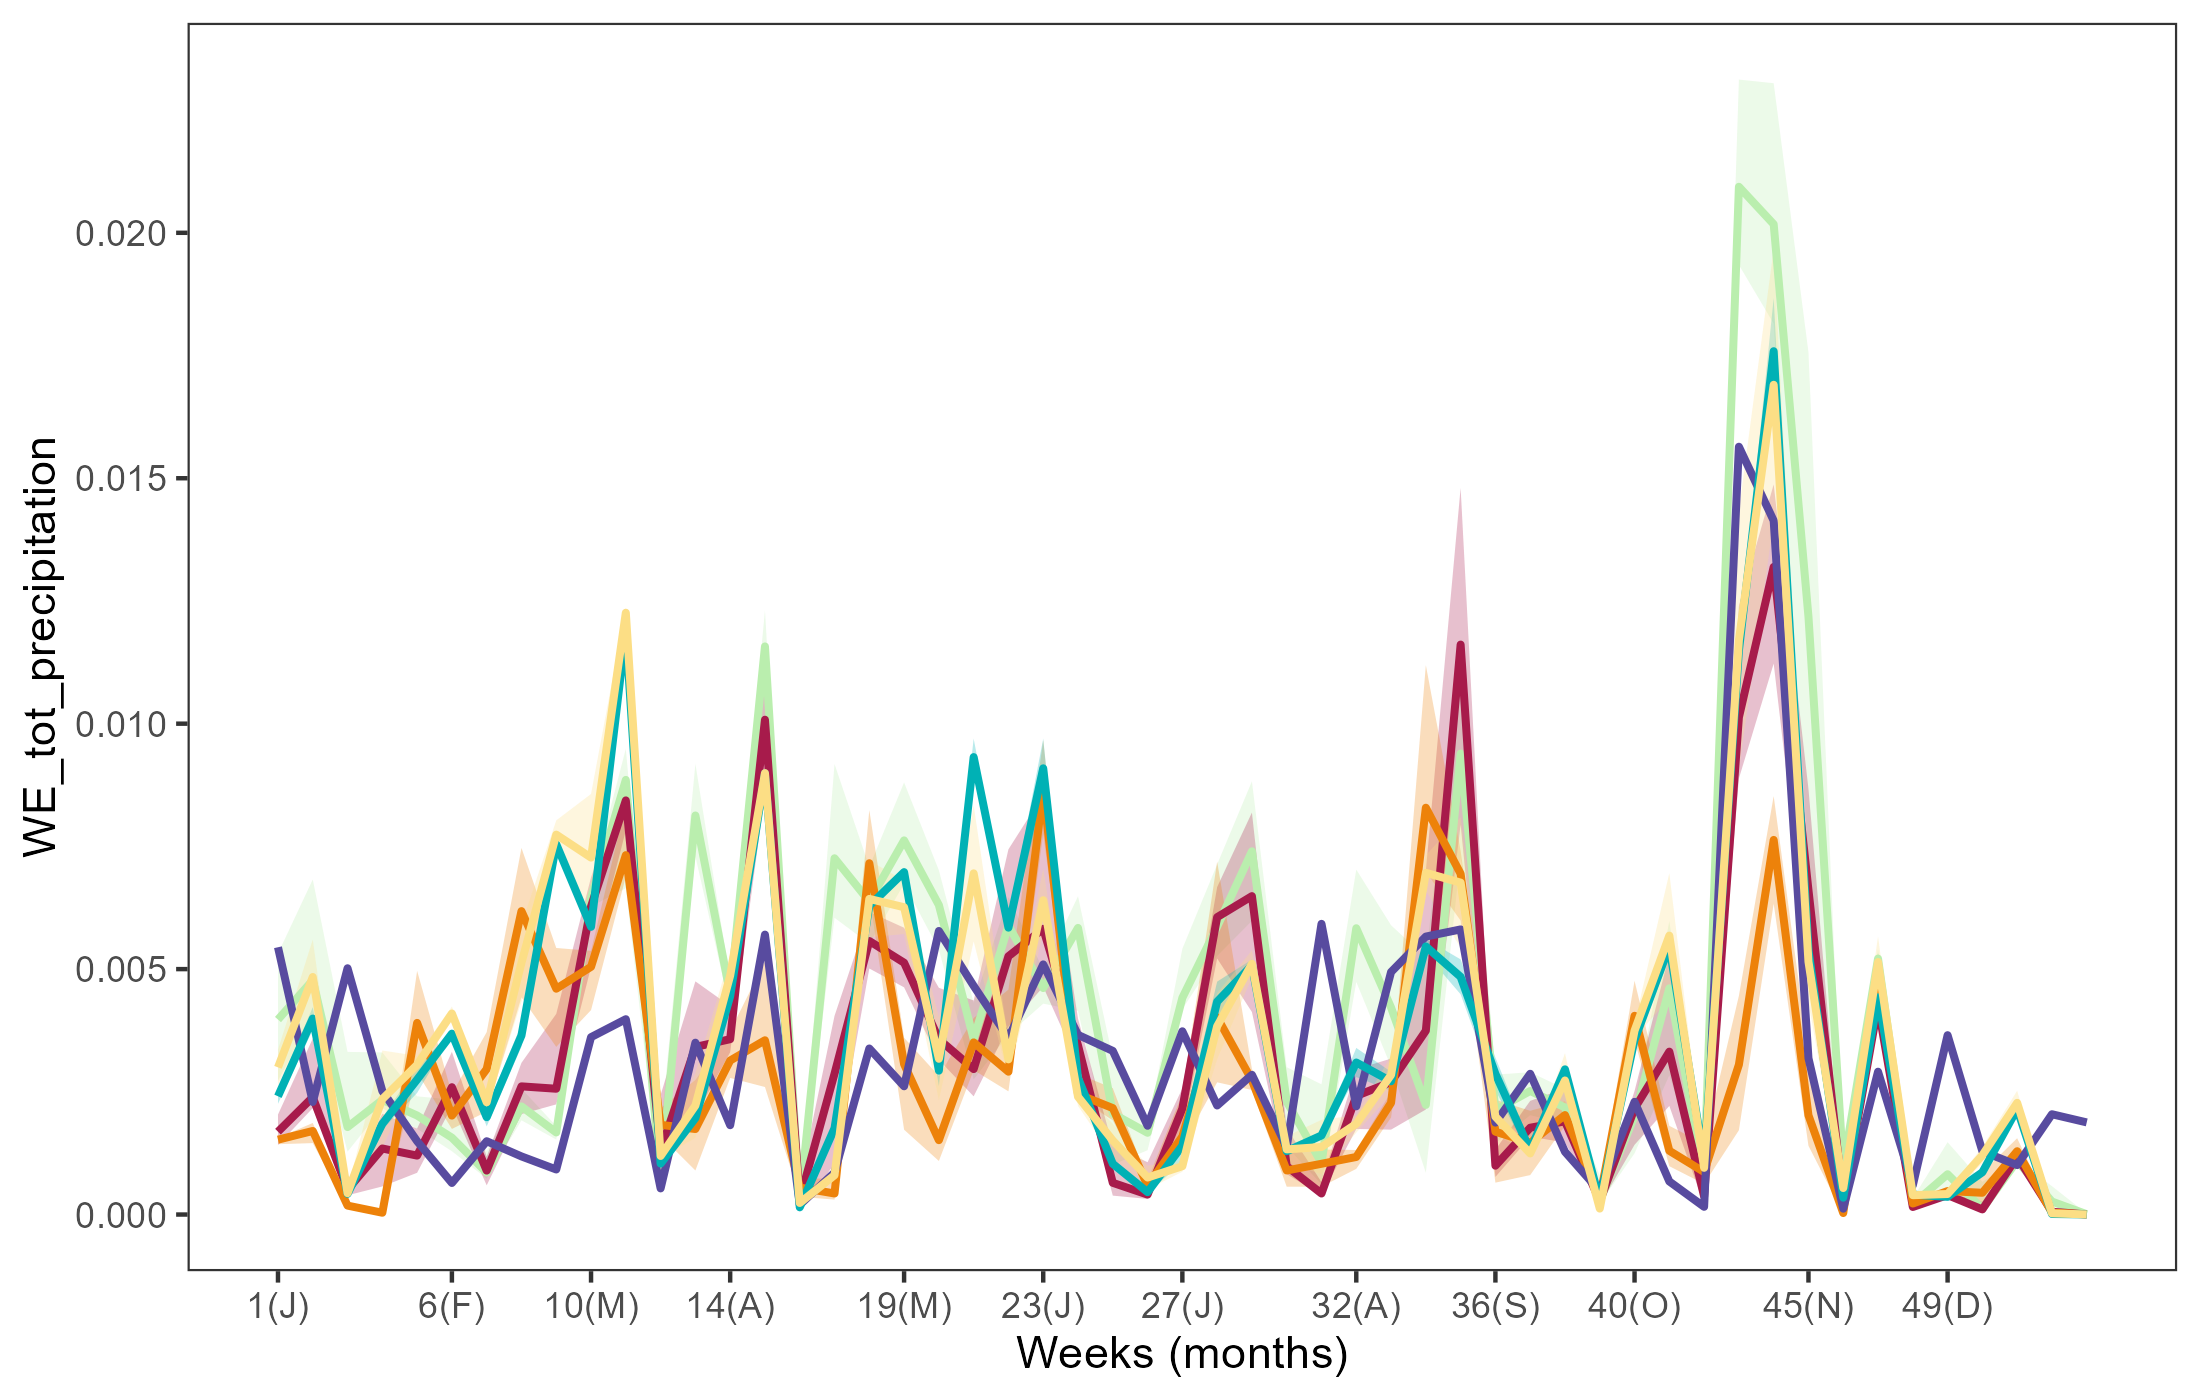 WE_tot_precipitation
0.020
0.015
0.010
0.005
0.000
1(J) 6(F) 10(M) 14(A) 19(M) 23(J) 27(J) 32(A) 36(S) 40(O) 45(N) 49(D)
Weeks (months)